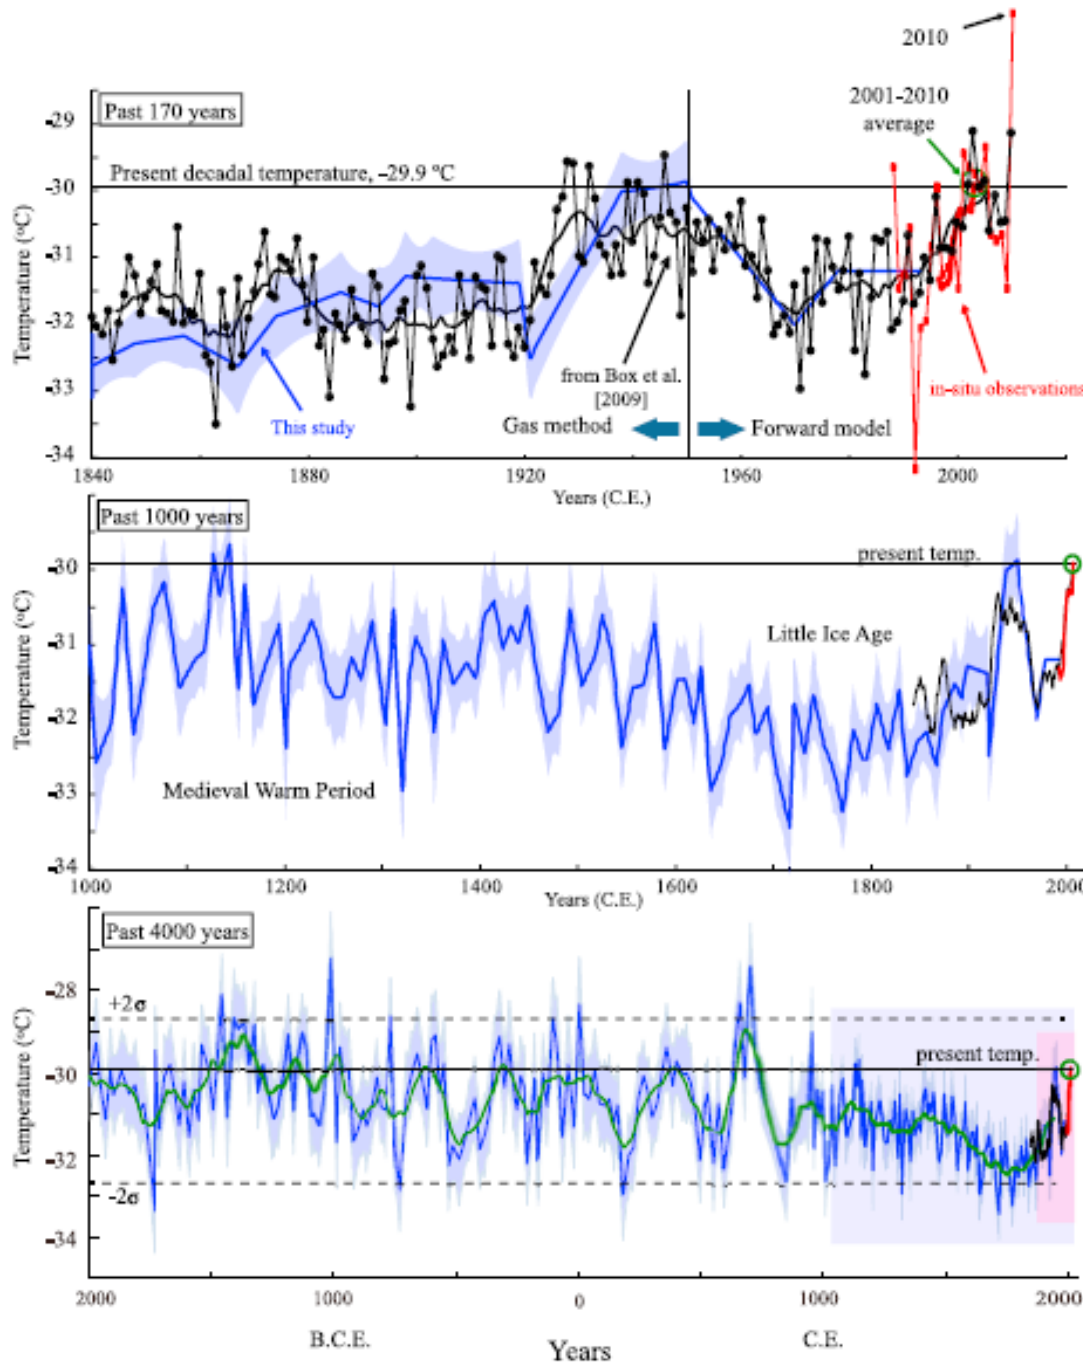 2010
Past 170 years
2001-2010
average
Present decadal temperature, -29.9 °C
-29
-30
-31
-32
-33
-34
Temperature (°C)
from Box et al.
[2009]
in-situ observations
This study
Gas method
Forward model
1840
1880
1920
1960
2000
Years (C.E.)
Past 1000 years
present temp.
-30
-31
-32
-33
-34
Temperature (°C)
Little Ice Age
Medieval Warm Period
1000
1200
1400
1600
1800
2000
Years (C.E.)
Past 4000 years
-28
-30
-32
-34
Temperature (°C)
+2σ
present temp.
-2σ
2000
1000
0
1000
2000
B.C.E.
Years
C.E.